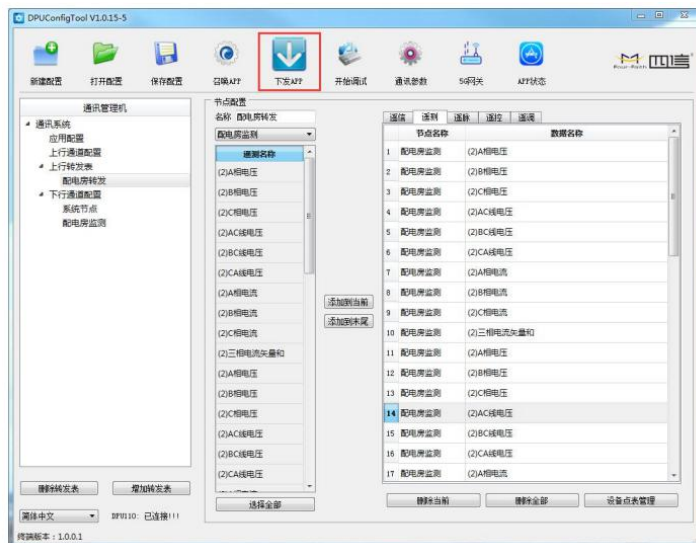 DPUConfigTool V1.0.15-5
新建配置 打开配置 保存配置 召唤APP 下发APP 开始调试 通讯参数 5G网关 APP状态
Four-Faith 四信
通讯管理机
通讯系统
应用配置
上行通道配置
上行转发表
配电房转发
下行通道配置
系统节点
配电房监测
删除转发表 增加转发表
简体中文 DPU110: 已连接!!!
终端版本：1.0.0.1
节点配置
名称 配电房转发
配电房监测
遥测名称
(2)A相电压
(2)B相电压
(2)C相电压
(2)AC线电压
(2)BC线电压
(2)CA线电压
(2)A相电流
(2)B相电流
(2)C相电流
(2)三相电流矢量和
(2)A相电压
(2)B相电压
(2)C相电压
(2)AC线电压
(2)BC线电压
(2)CA线电压
选择全部
添加到当前
添加到末尾
遥信 遥测 遥脉 遥控 遥调
节点名称 数据名称
1 配电房监测 (2)A相电压
2 配电房监测 (2)B相电压
3 配电房监测 (2)C相电压
4 配电房监测 (2)AC线电压
5 配电房监测 (2)BC线电压
6 配电房监测 (2)CA线电压
7 配电房监测 (2)A相电流
8 配电房监测 (2)B相电流
9 配电房监测 (2)C相电流
10 配电房监测 (2)三相电流矢量和
11 配电房监测 (2)A相电压
12 配电房监测 (2)B相电压
13 配电房监测 (2)C相电压
14 配电房监测 (2)AC线电压
15 配电房监测 (2)BC线电压
16 配电房监测 (2)CA线电压
17 配电房监测 (2)A相电流
删除当前 删除全部 设备点表管理